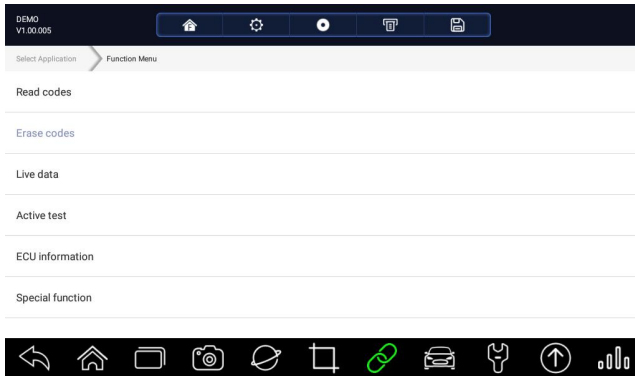 DEMO
V1.00.005
Select Application
Function Menu
Read codes
Erase codes
Live data
Active test
ECU information
Special function